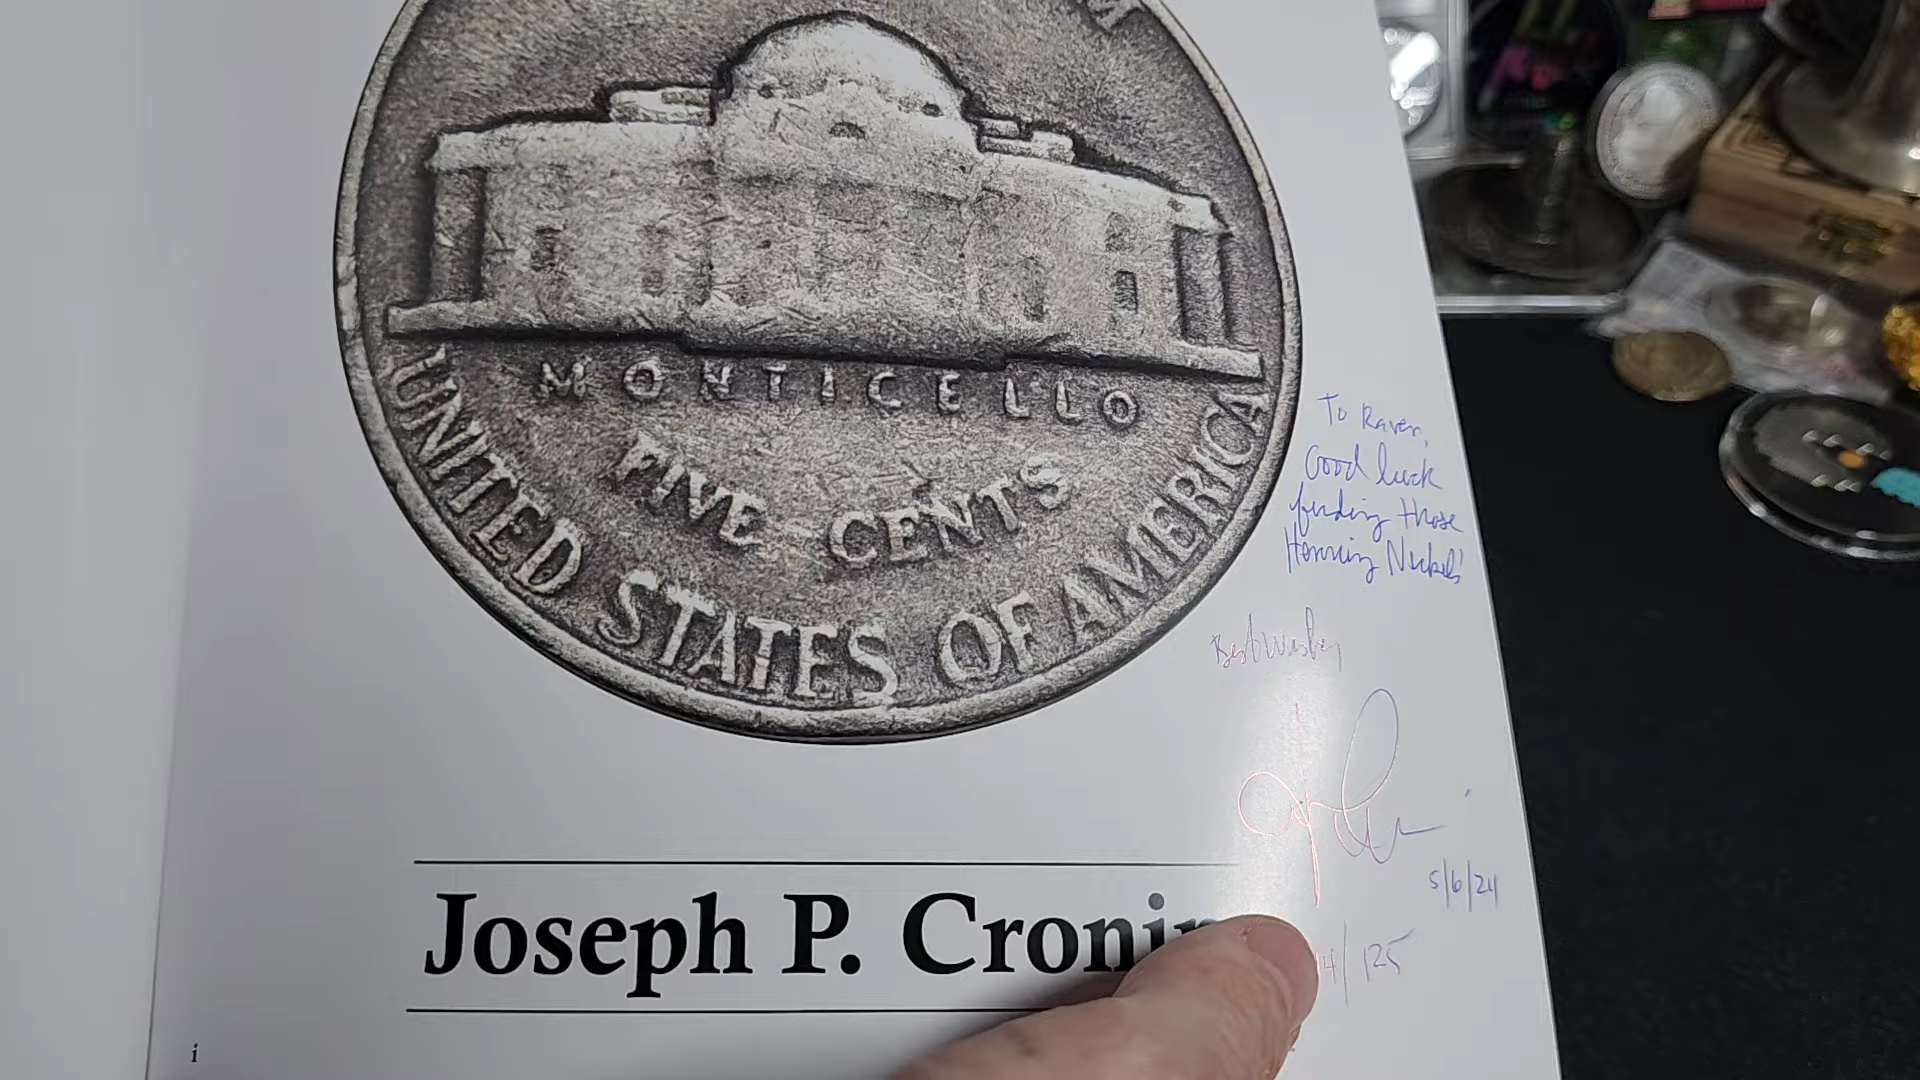 MONTICELLO
FIVE CENTS
UNITED STATES OF AMERICA
To Raven,
Good luck
finding those
Henning Nickels
Best Wishes
5/6/24
Joseph P. Cronin
4/125
i